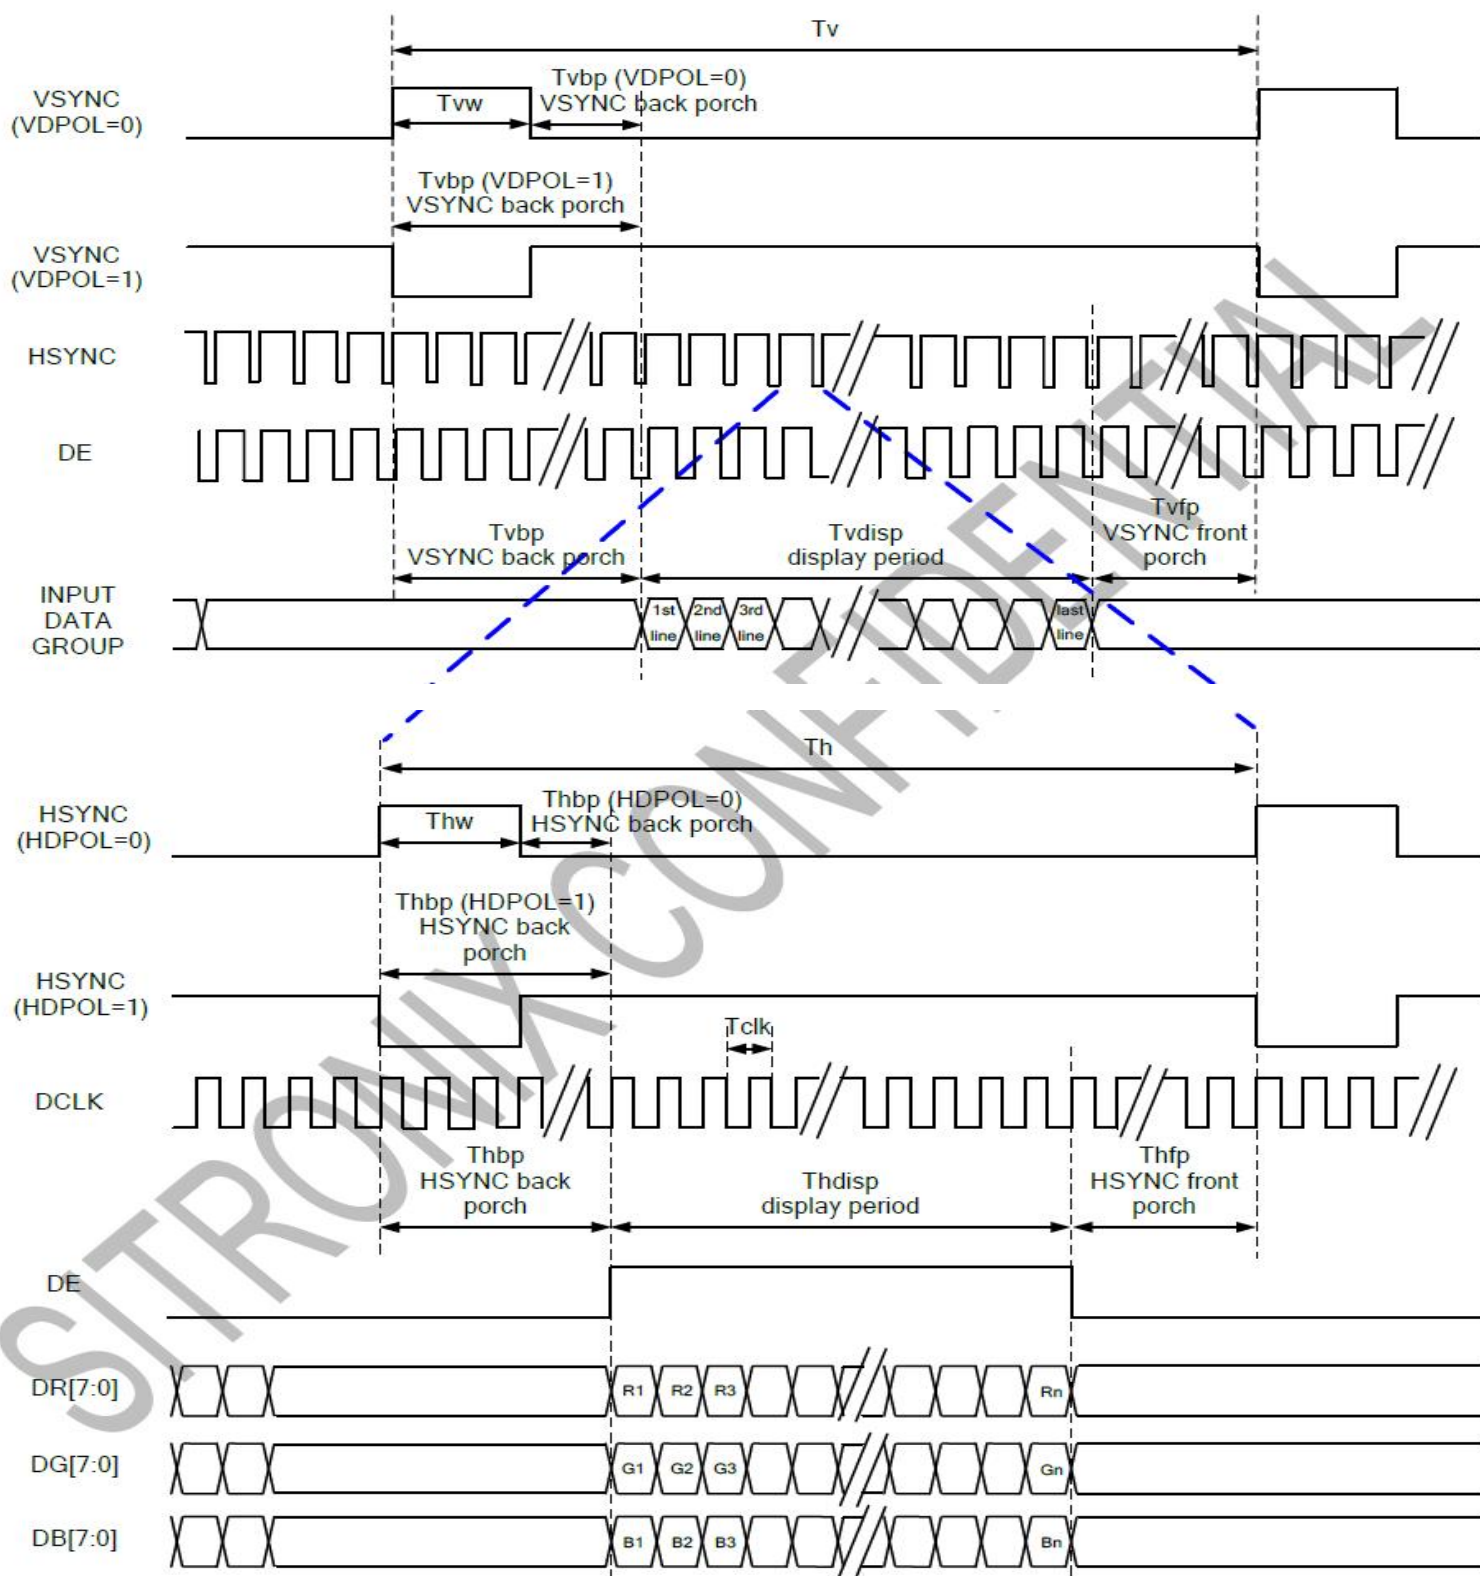 Tv
VSYNC
(VDPOL=0)
Tvw
Tvbp (VDPOL=0)
VSYNC back porch
Tvbp (VDPOL=1)
VSYNC back porch
VSYNC
(VDPOL=1)
HSYNC
DE
Tvbp
VSYNC back porch
Tvdisp
display period
Tvfp
VSYNC front
porch
INPUT
DATA
GROUP
1st
line
2nd
line
3rd
line
last
line
Th
HSYNC
(HDPOL=0)
Thw
Thbp (HDPOL=0)
HSYNC back porch
Thbp (HDPOL=1)
HSYNC back
porch
HSYNC
(HDPOL=1)
Tclk
DCLK
Thbp
HSYNC back
porch
Thdisp
display period
Thfp
HSYNC front
porch
DE
DR[7:0]
R1 R2 R3 Rn
DG[7:0]
G1 G2 G3 Gn
DB[7:0]
B1 B2 B3 Bn
SITRONIX CONFIDENTIAL